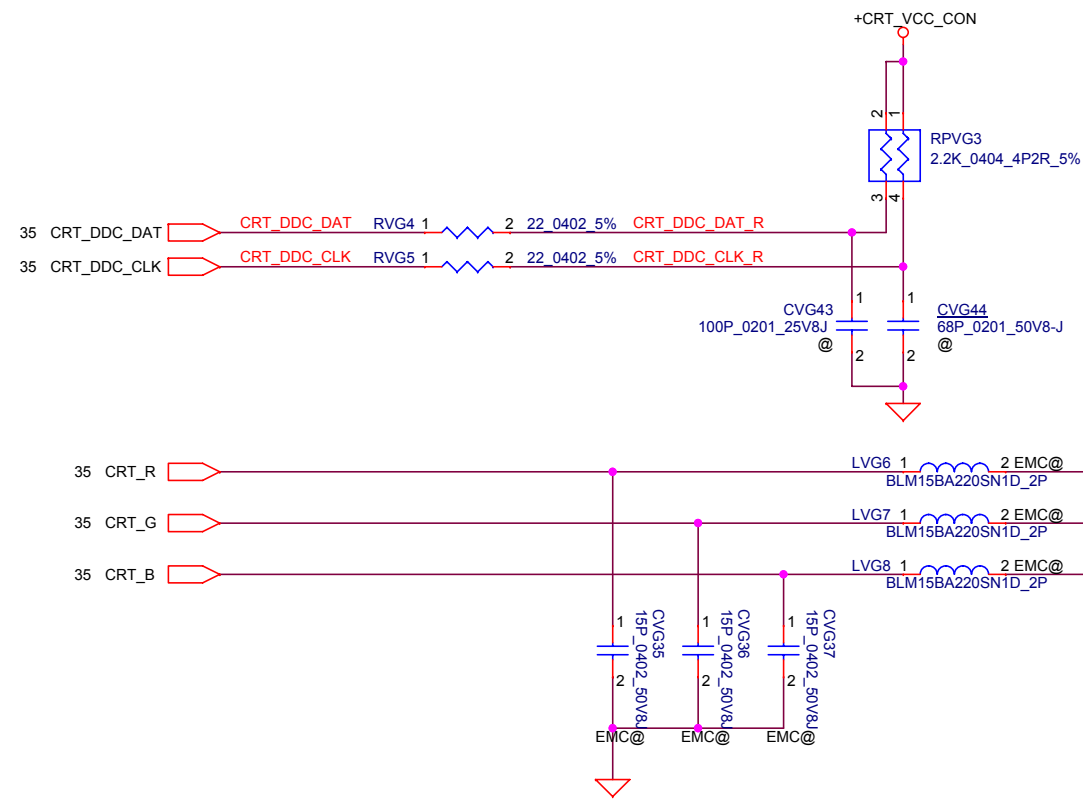 +CRT_VCC_CON
2 1
RPVG3
2.2K_0404_4P2R_5%
3 4
35 CRT_DDC_DAT CRT_DDC_DAT RVG4 1 2 22_0402_5% CRT_DDC_DAT_R
35 CRT_DDC_CLK CRT_DDC_CLK RVG5 1 2 22_0402_5% CRT_DDC_CLK_R
1 1
CVG43 CVG44
100P_0201_25V8J 68P_0201_50V8-J
@ @
2 2
35 CRT_R LVG6 1 2 EMC@
BLM15BA220SN1D_2P
35 CRT_G LVG7 1 2 EMC@
BLM15BA220SN1D_2P
35 CRT_B LVG8 1 2 EMC@
BLM15BA220SN1D_2P
1 1 1
CVG35
15P_0402_50V8J
CVG36
15P_0402_50V8J
CVG37
15P_0402_50V8J
2 2 2
EMC@ EMC@ EMC@